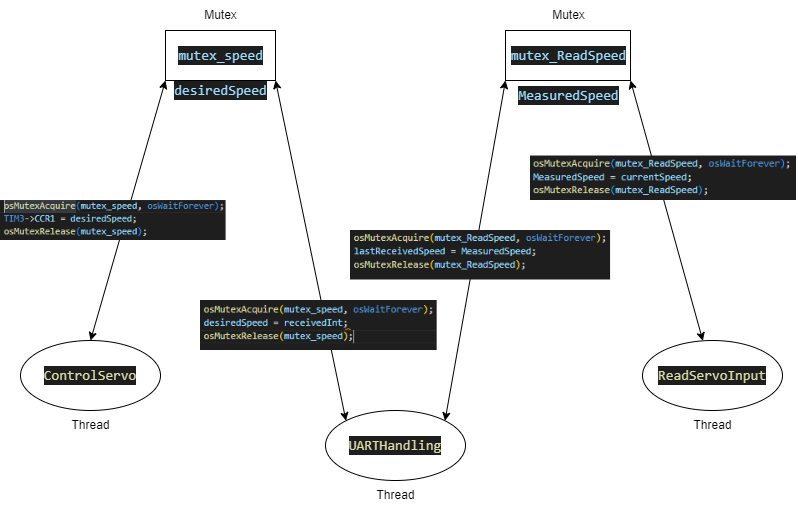 Mutex
Mutex
mutex_speed
mutex_ReadSpeed
desiredSpeed
MeasuredSpeed
osMutexAcquire(mutex_ReadSpeed, osWaitForever);
MeasuredSpeed = currentSpeed;
osMutexRelease(mutex_ReadSpeed);
osMutexAcquire(mutex_speed, osWaitForever);
TIM3->CCR1 = desiredSpeed;
osMutexRelease(mutex_speed);
osMutexAcquire(mutex_ReadSpeed, osWaitForever);
lastReceivedSpeed = MeasuredSpeed;
osMutexRelease(mutex_ReadSpeed);
osMutexAcquire(mutex_speed, osWaitForever);
desiredSpeed = receivedInt;
osMutexRelease(mutex_speed);
ControlServo
ReadServoInput
Thread
Thread
UARTHandling
Thread